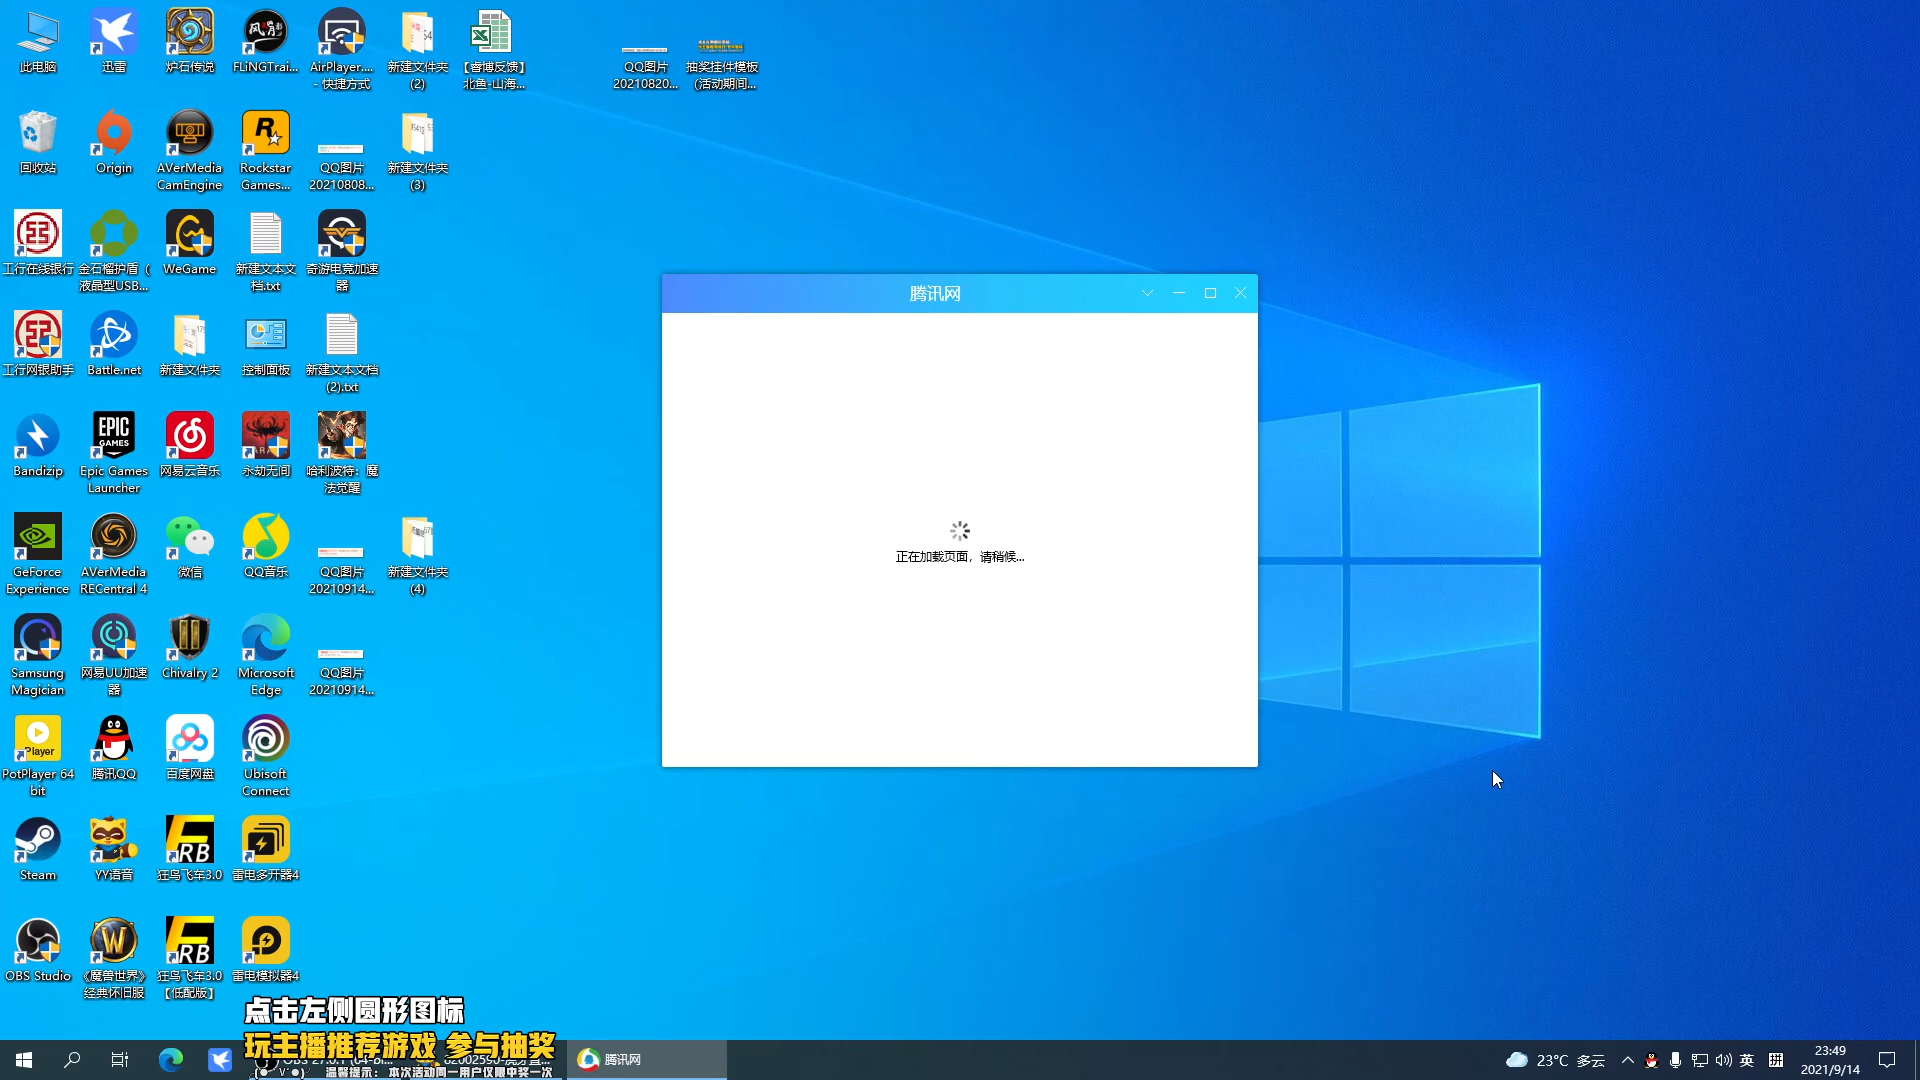 此电脑
迅雷
炉石传说
FLiNGTrai...
AirPlayer....
- 快捷方式
新建文件夹
(2)
【睿博反馈】
北鱼-山海...
QQ图片
20210820...
抽奖挂件模板
(活动期间...
回收站
Origin
AVerMedia
CamEngine
Rockstar
Games...
QQ图片
20210808...
新建文件夹
(3)
工行在线银行
金石榴护盾（
液晶型USB...
WeGame
新建文本文
档.txt
奇游电竞加速
器
工行网银助手
Battle.net
新建文件夹
控制面板
新建文本文档
(2).txt
Bandizip
EPIC
GAMES
Epic Games
Launcher
网易云音乐
永劫无间
哈利波特：魔
法觉醒
GeForce
Experience
AVerMedia
RECentral 4
微信
QQ音乐
QQ图片
20210914...
新建文件夹
(4)
Samsung
Magician
网易UU加速
器
Chivalry 2
Microsoft
Edge
QQ图片
20210914...
Player
PotPlayer 64
bit
腾讯QQ
百度网盘
Ubisoft
Connect
Steam
YY语音
RB
狂鸟飞车3.0
雷电多开器4
OBS Studio
《魔兽世界》
经典怀旧服
RB
狂鸟飞车3.0
【低配版】
雷电模拟器4
腾讯网
正在加载页面，请稍候...
点击左侧圆形图标
玩主播推荐游戏 参与抽奖
温馨提示：本次活动同一用户仅限中奖一次
腾讯网
23°C 多云
英
拼
23:49
2021/9/14